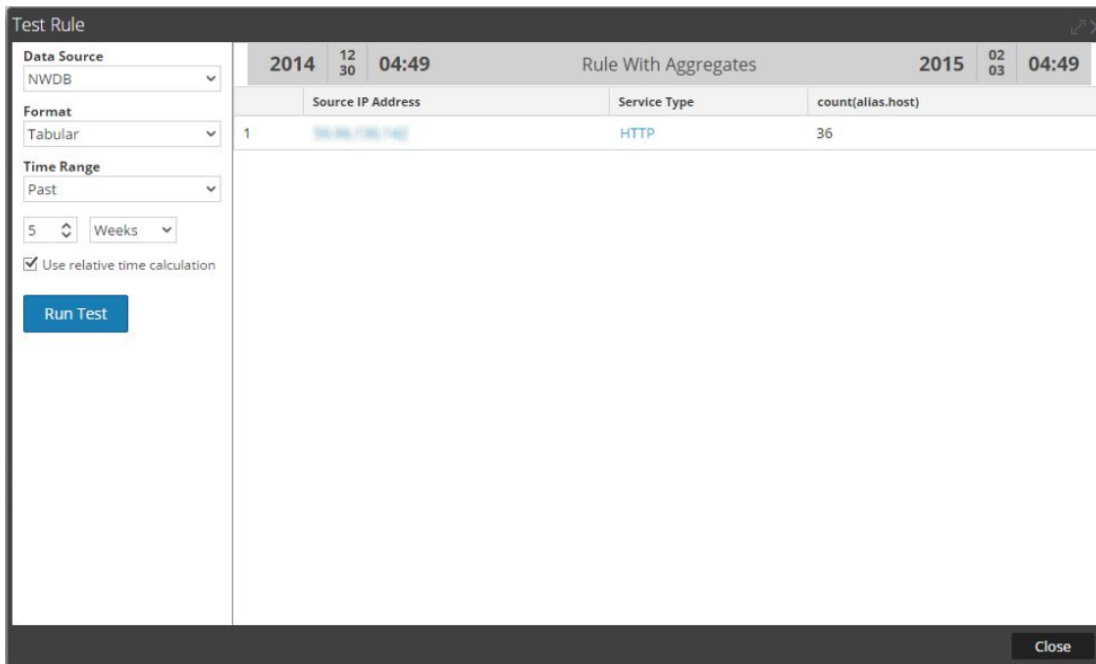 Test Rule
Data Source
NWDB
Format
Tabular
Time Range
Past
5 Weeks
Use relative time calculation
Run Test
2014 12 30 04:49 Rule With Aggregates 2015 02 03 04:49
Source IP Address Service Type count(alias.host)
1 HTTP 36
Close